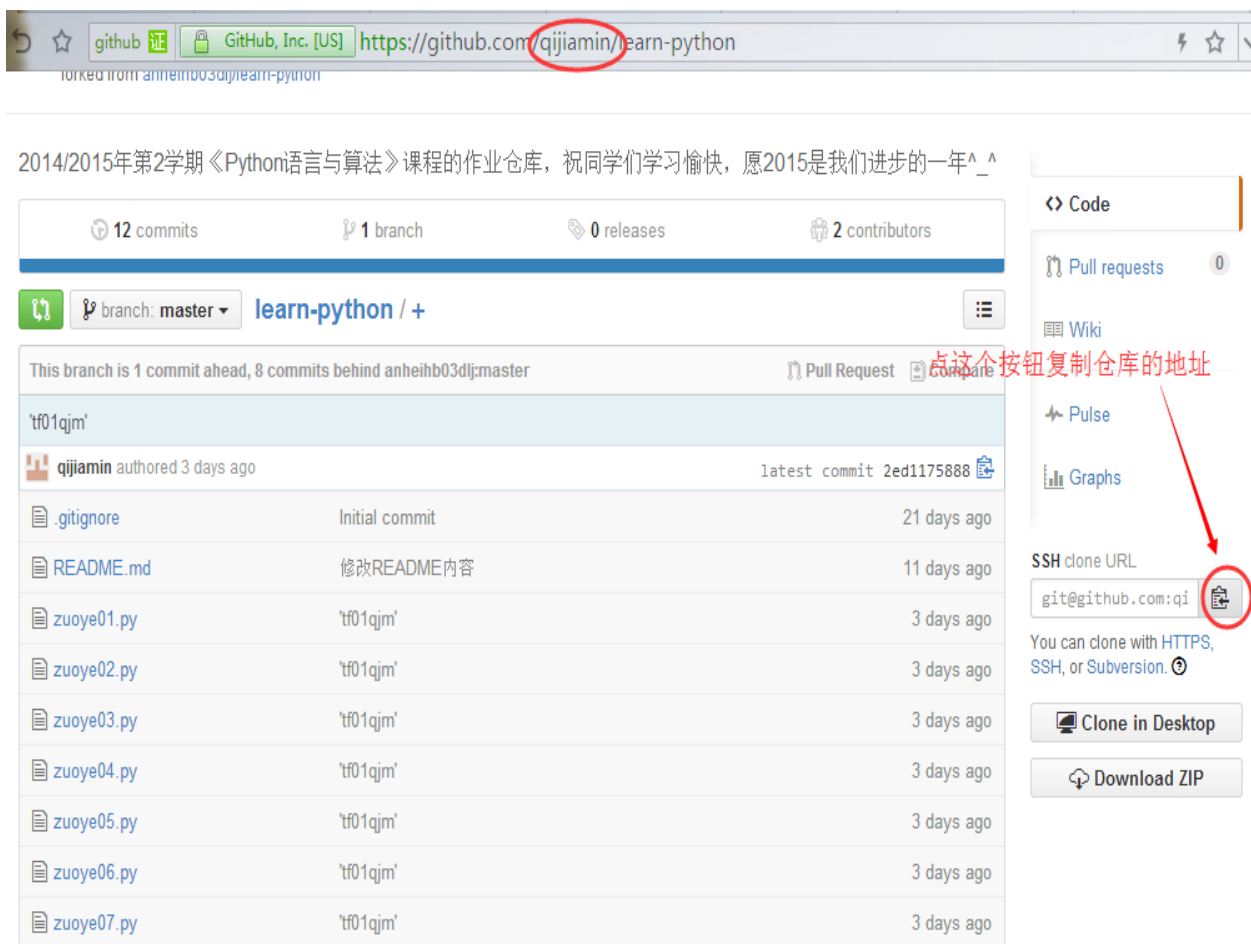 github 证 GitHub, Inc. [US] https://github.com/qijiamin/learn-python
forked from anheihb03dlj/learn-python
2014/2015年第2学期《Python语言与算法》课程的作业仓库，祝同学们学习愉快，愿2015是我们进步的一年^_^
12 commits 1 branch 0 releases 2 contributors
branch: master learn-python / +
This branch is 1 commit ahead, 8 commits behind anheihb03dlj:master Pull Request Compare
'tf01qjm'
qijiamin authored 3 days ago latest commit 2ed1175888
.gitignore Initial commit 21 days ago
README.md 修改README内容 11 days ago
zuoye01.py 'tf01qjm' 3 days ago
zuoye02.py 'tf01qjm' 3 days ago
zuoye03.py 'tf01qjm' 3 days ago
zuoye04.py 'tf01qjm' 3 days ago
zuoye05.py 'tf01qjm' 3 days ago
zuoye06.py 'tf01qjm' 3 days ago
zuoye07.py 'tf01qjm' 3 days ago
Code
Pull requests 0
Wiki
点这个按钮复制仓库的地址
Pulse
Graphs
SSH clone URL
git@github.com:qi
You can clone with HTTPS,
SSH, or Subversion.
Clone in Desktop
Download ZIP